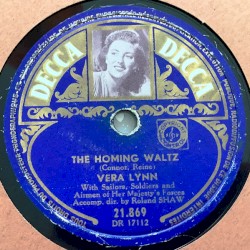 DECCA
DECCA
THE HOMING WALTZ
(Connor, Reine)
VERA LYNN
With Sailors, Soldiers and
Airmen of Her Majesty's Forces
Accomp. dir. by Roland SHAW
21.869
DR 17112